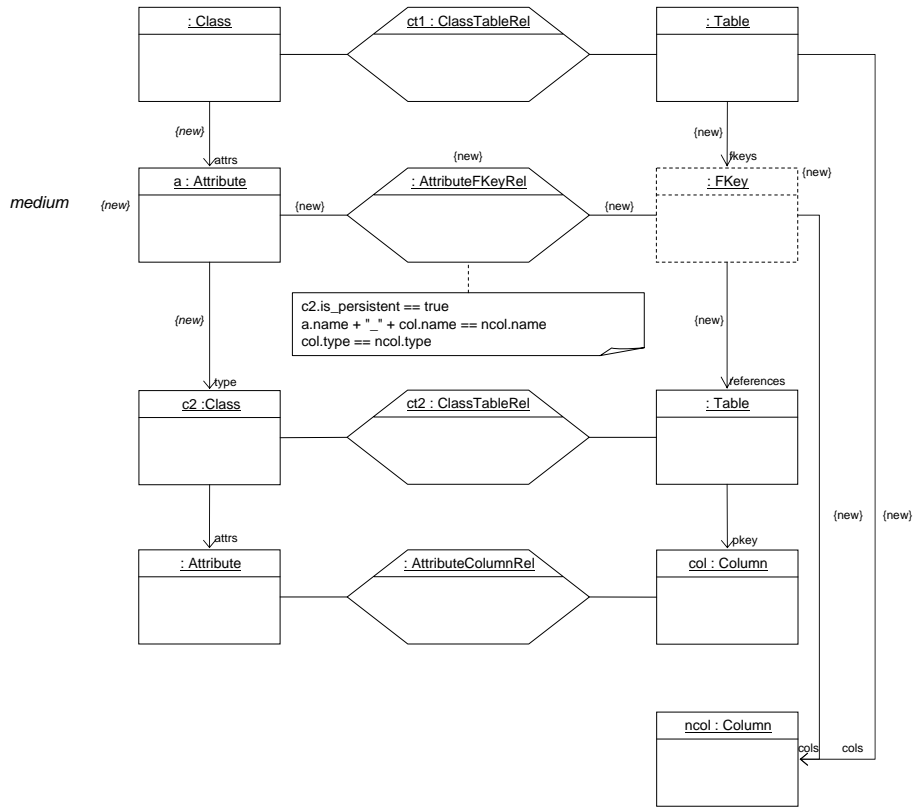 : Class
ct1 : ClassTableRel
: Table
{new}
{new}
attrs
{new}
fkeys
{new}
a : Attribute
: AttributeFKeyRel
: FKey
medium
{new}
{new}
{new}
c2.is_persistent == true
a.name + "_" + col.name == ncol.name
col.type == ncol.type
{new}
{new}
type
references
c2 :Class
ct2 : ClassTableRel
: Table
{new}
{new}
attrs
pkey
: Attribute
: AttributeColumnRel
col : Column
ncol : Column
cols
cols